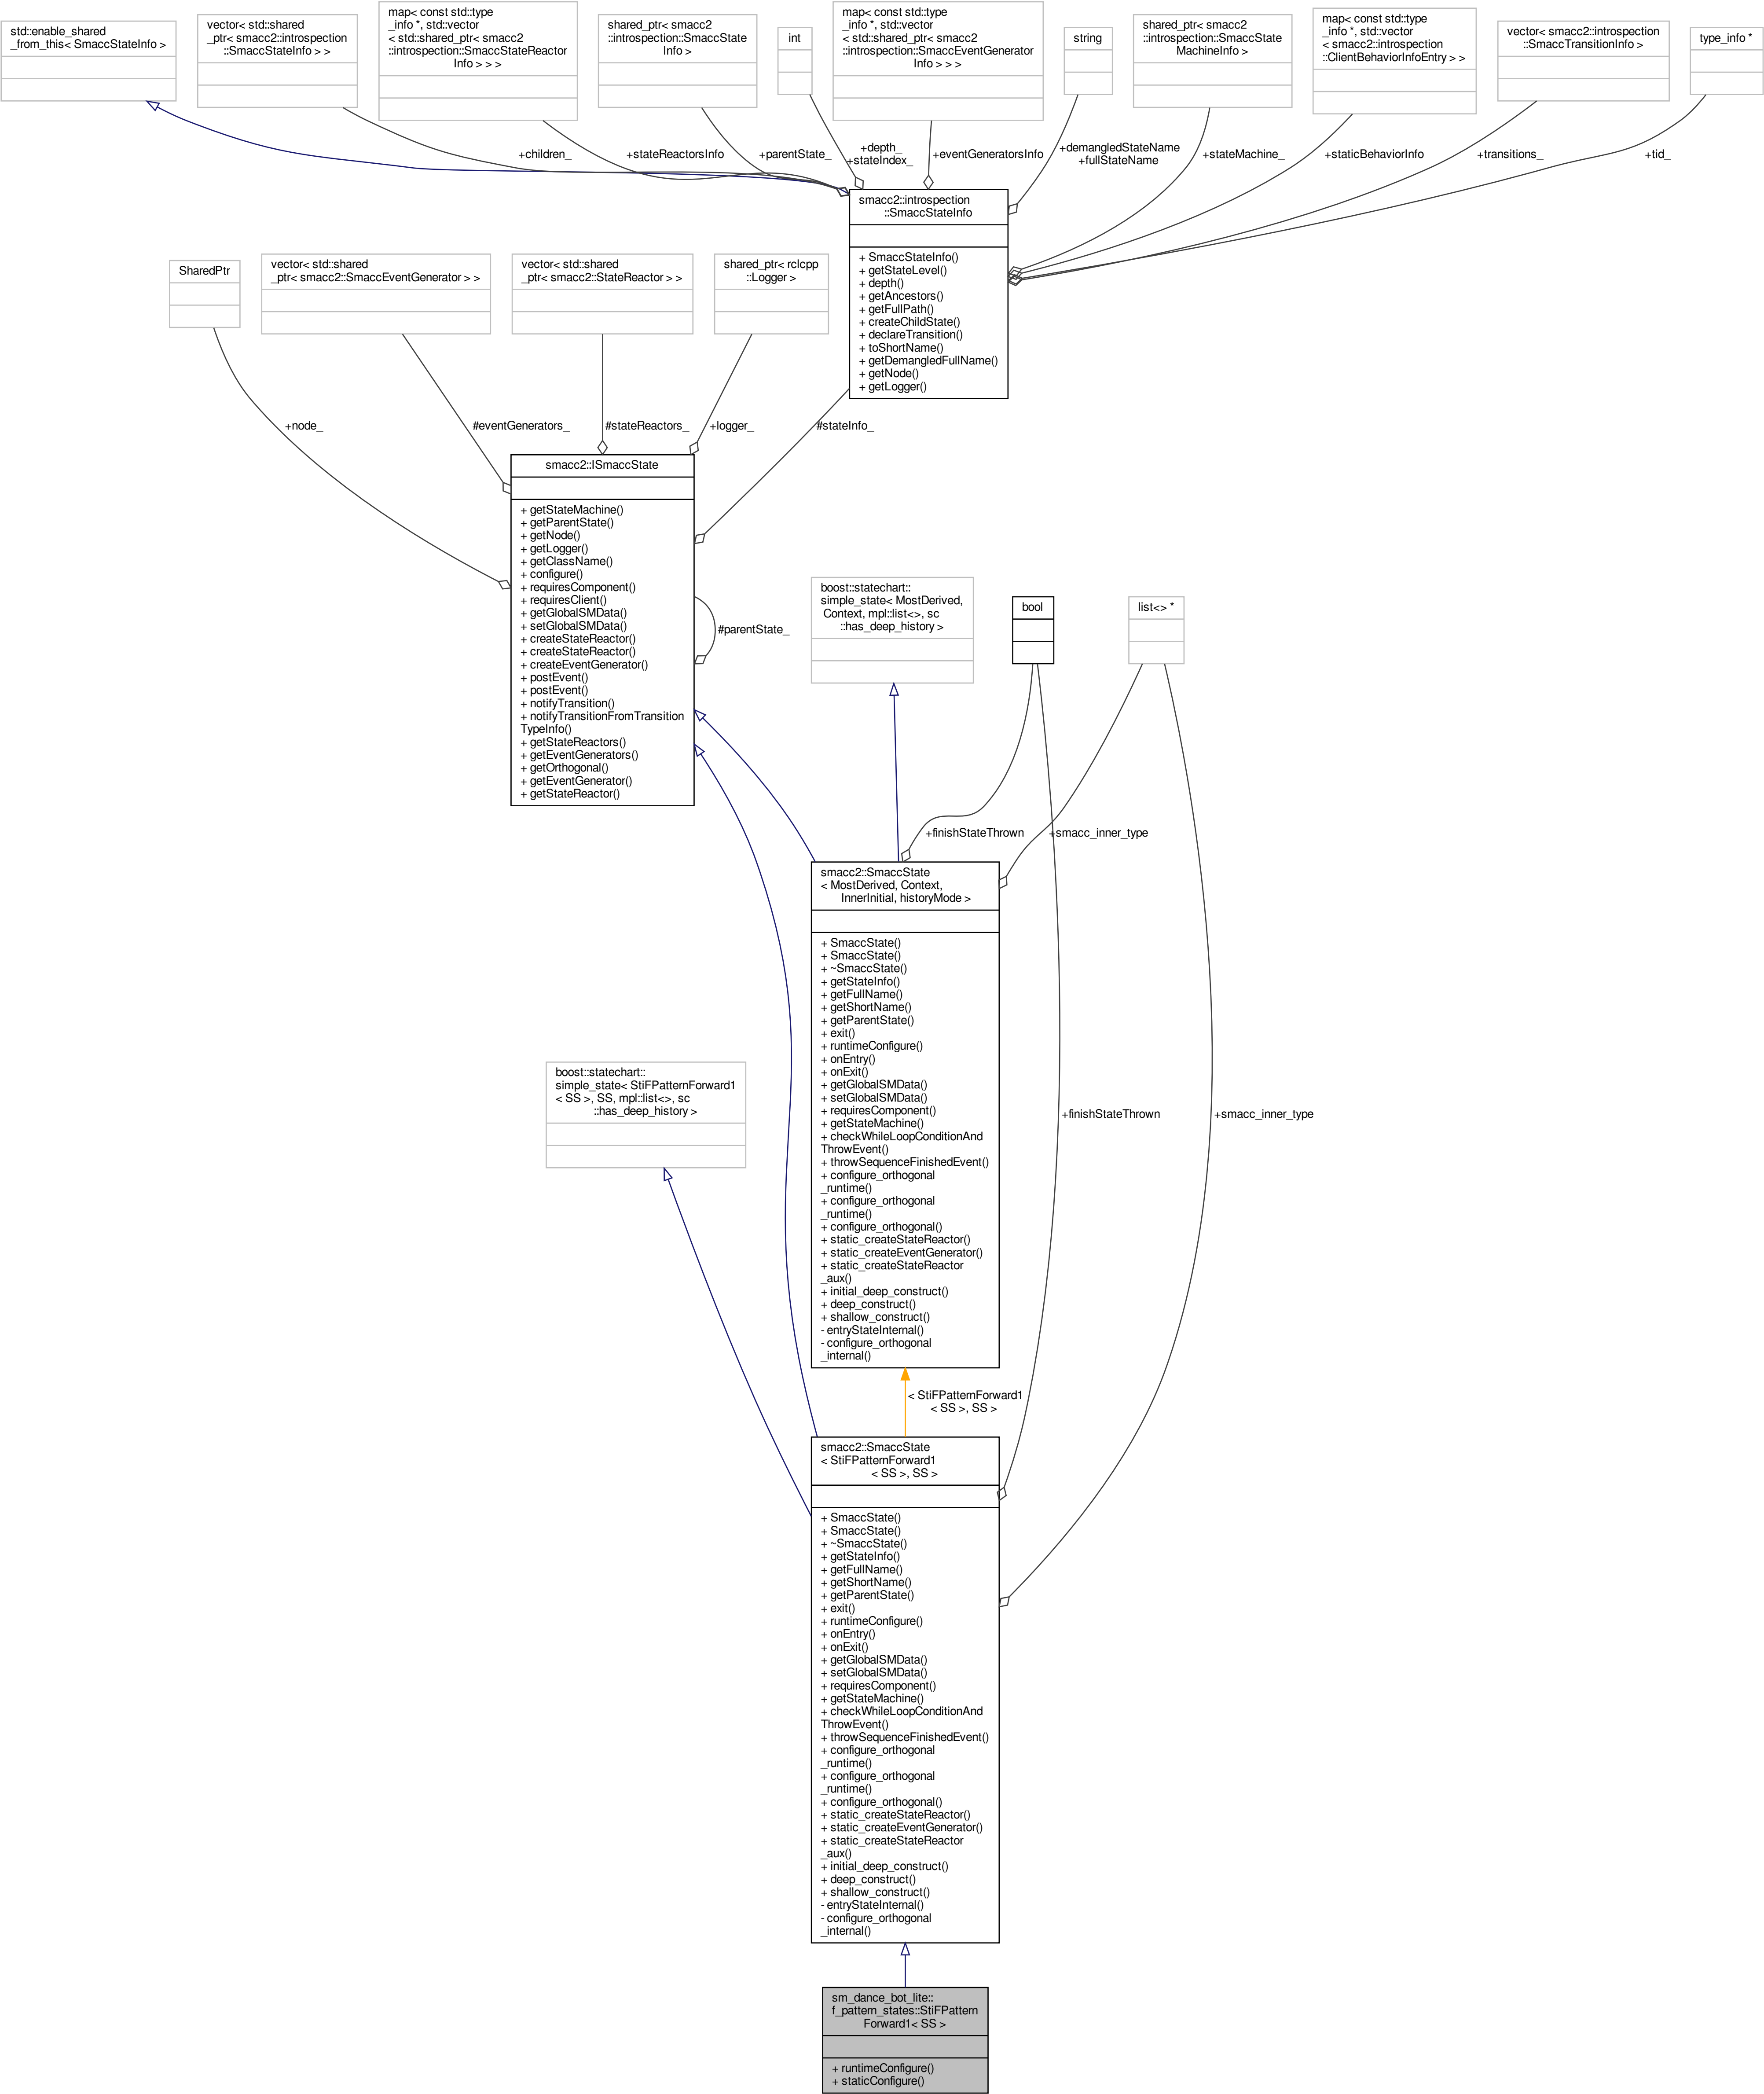 std::enable_shared
_from_this< SmaccStateInfo >
vector< std::shared
_ptr< smacc2::introspection
::SmaccStateInfo > >
map< const std::type
_info *, std::vector
< std::shared_ptr< smacc2
::introspection::SmaccStateReactor
Info > > >
shared_ptr< smacc2
::introspection::SmaccState
Info >
int
map< const std::type
_info *, std::vector
< std::shared_ptr< smacc2
::introspection::SmaccEventGenerator
Info > > >
string
shared_ptr< smacc2
::introspection::SmaccState
MachineInfo >
map< const std::type
_info *, std::vector
< smacc2::introspection
::ClientBehaviorInfoEntry > >
vector< smacc2::introspection
::SmaccTransitionInfo >
type_info *
+children_
+stateReactorsInfo
+parentState_
+depth_
+stateIndex_
+eventGeneratorsInfo
+demangledStateName
+fullStateName
+stateMachine_
+staticBehaviorInfo
+transitions_
+tid_
smacc2::introspection
::SmaccStateInfo
+ SmaccStateInfo()
+ getStateLevel()
+ depth()
+ getAncestors()
+ getFullPath()
+ createChildState()
+ declareTransition()
+ toShortName()
+ getDemangledFullName()
+ getNode()
+ getLogger()
SharedPtr
vector< std::shared
_ptr< smacc2::SmaccEventGenerator > >
vector< std::shared
_ptr< smacc2::StateReactor > >
shared_ptr< rclcpp
::Logger >
+node_
#eventGenerators_
#stateReactors_
+logger_
#stateInfo_
smacc2::ISmaccState
+ getStateMachine()
+ getParentState()
+ getNode()
+ getLogger()
+ getClassName()
+ configure()
+ requiresComponent()
+ requiresClient()
+ getGlobalSMData()
+ setGlobalSMData()
+ createStateReactor()
+ createStateReactor()
+ createEventGenerator()
+ postEvent()
+ postEvent()
+ notifyTransition()
+ notifyTransitionFromTransition
TypeInfo()
+ getStateReactors()
+ getEventGenerators()
+ getOrthogonal()
+ getEventGenerator()
+ getStateReactor()
#parentState_
boost::statechart::
simple_state< MostDerived,
Context, mpl::list<>, sc
::has_deep_history >
bool
list<> *
+finishStateThrown
+smacc_inner_type
smacc2::SmaccState
< MostDerived, Context,
InnerInitial, historyMode >
+ SmaccState()
+ SmaccState()
+ ~SmaccState()
+ getStateInfo()
+ getFullName()
+ getShortName()
+ getParentState()
+ exit()
+ runtimeConfigure()
+ onEntry()
+ onExit()
+ getGlobalSMData()
+ setGlobalSMData()
+ requiresComponent()
+ getStateMachine()
+ checkWhileLoopConditionAnd
ThrowEvent()
+ throwSequenceFinishedEvent()
+ configure_orthogonal
_runtime()
+ configure_orthogonal
_runtime()
+ configure_orthogonal()
+ static_createStateReactor()
+ static_createEventGenerator()
+ static_createStateReactor
_aux()
+ initial_deep_construct()
+ deep_construct()
+ shallow_construct()
- entryStateInternal()
- configure_orthogonal
_internal()
boost::statechart::
simple_state< StiFPatternForward1
< SS >, SS, mpl::list<>, sc
::has_deep_history >
+finishStateThrown
+smacc_inner_type
< StiFPatternForward1
< SS >, SS >
smacc2::SmaccState
< StiFPatternForward1
< SS >, SS >
+ SmaccState()
+ SmaccState()
+ ~SmaccState()
+ getStateInfo()
+ getFullName()
+ getShortName()
+ getParentState()
+ exit()
+ runtimeConfigure()
+ onEntry()
+ onExit()
+ getGlobalSMData()
+ setGlobalSMData()
+ requiresComponent()
+ getStateMachine()
+ checkWhileLoopConditionAnd
ThrowEvent()
+ throwSequenceFinishedEvent()
+ configure_orthogonal
_runtime()
+ configure_orthogonal
_runtime()
+ configure_orthogonal()
+ static_createStateReactor()
+ static_createEventGenerator()
+ static_createStateReactor
_aux()
+ initial_deep_construct()
+ deep_construct()
+ shallow_construct()
- entryStateInternal()
- configure_orthogonal
_internal()
sm_dance_bot_lite::
f_pattern_states::StiFPattern
Forward1< SS >
+ runtimeConfigure()
+ staticConfigure()